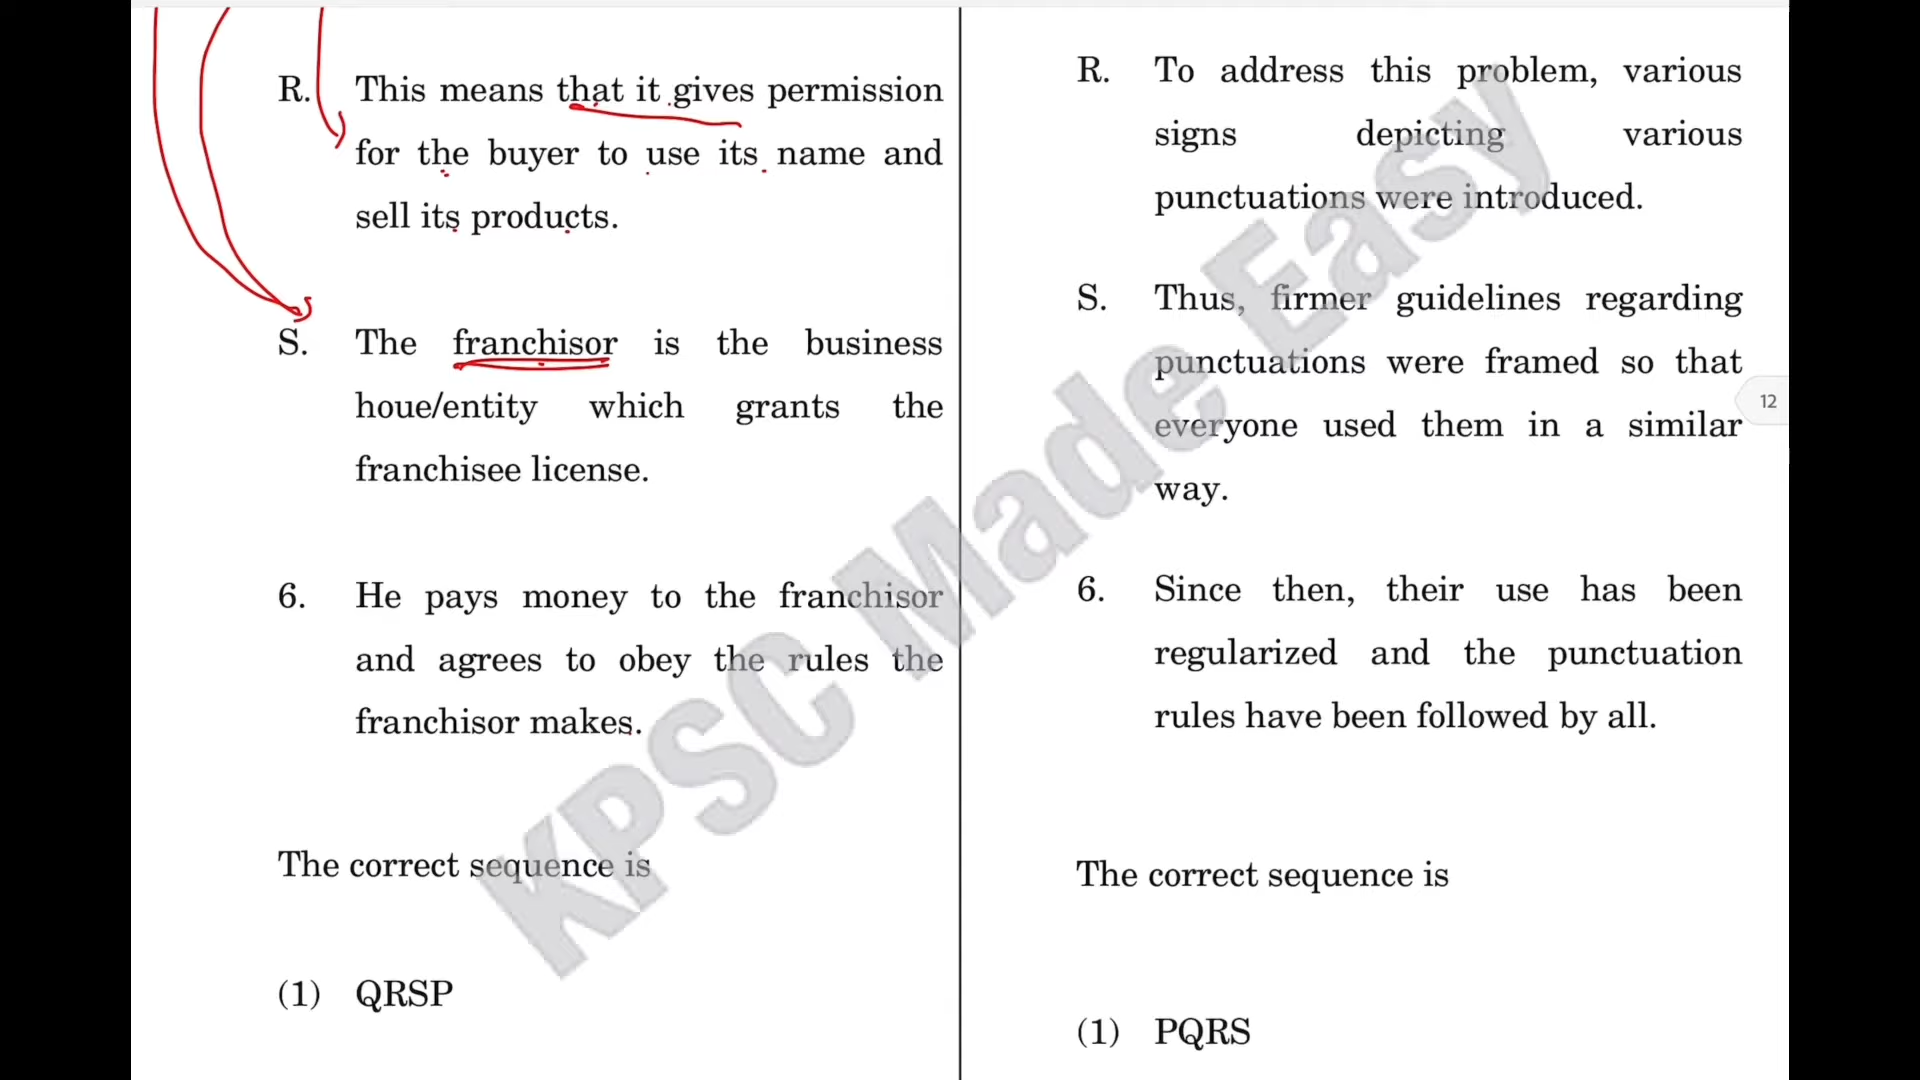 R. This means that it gives permission
for the buyer to use its name and
sell its products.
S. The franchisor is the business
houe/entity which grants the
franchisee license.
6. He pays money to the franchisor
and agrees to obey the rules the
franchisor makes.
The correct sequence is
(1) QRSP
R. To address this problem, various
signs depicting various
punctuations were introduced.
S. Thus, firmer guidelines regarding
punctuations were framed so that
everyone used them in a similar
way.
6. Since then, their use has been
regularized and the punctuation
rules have been followed by all.
The correct sequence is
(1) PQRS
12
KPSC Made Easy